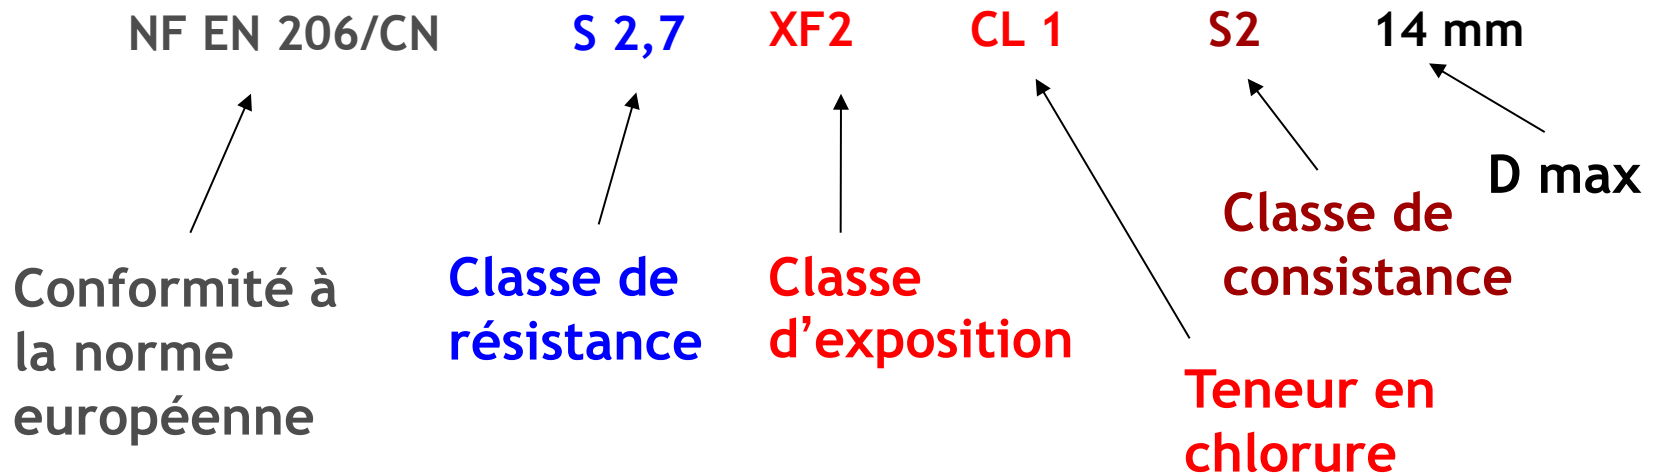 NF EN 206/CN S 2,7 XF2 CL 1 S2 14 mm
D max
Classe de
consistance
Conformité à
la norme
européenne
Classe de
résistance
Classe
d’exposition
Teneur en
chlorure